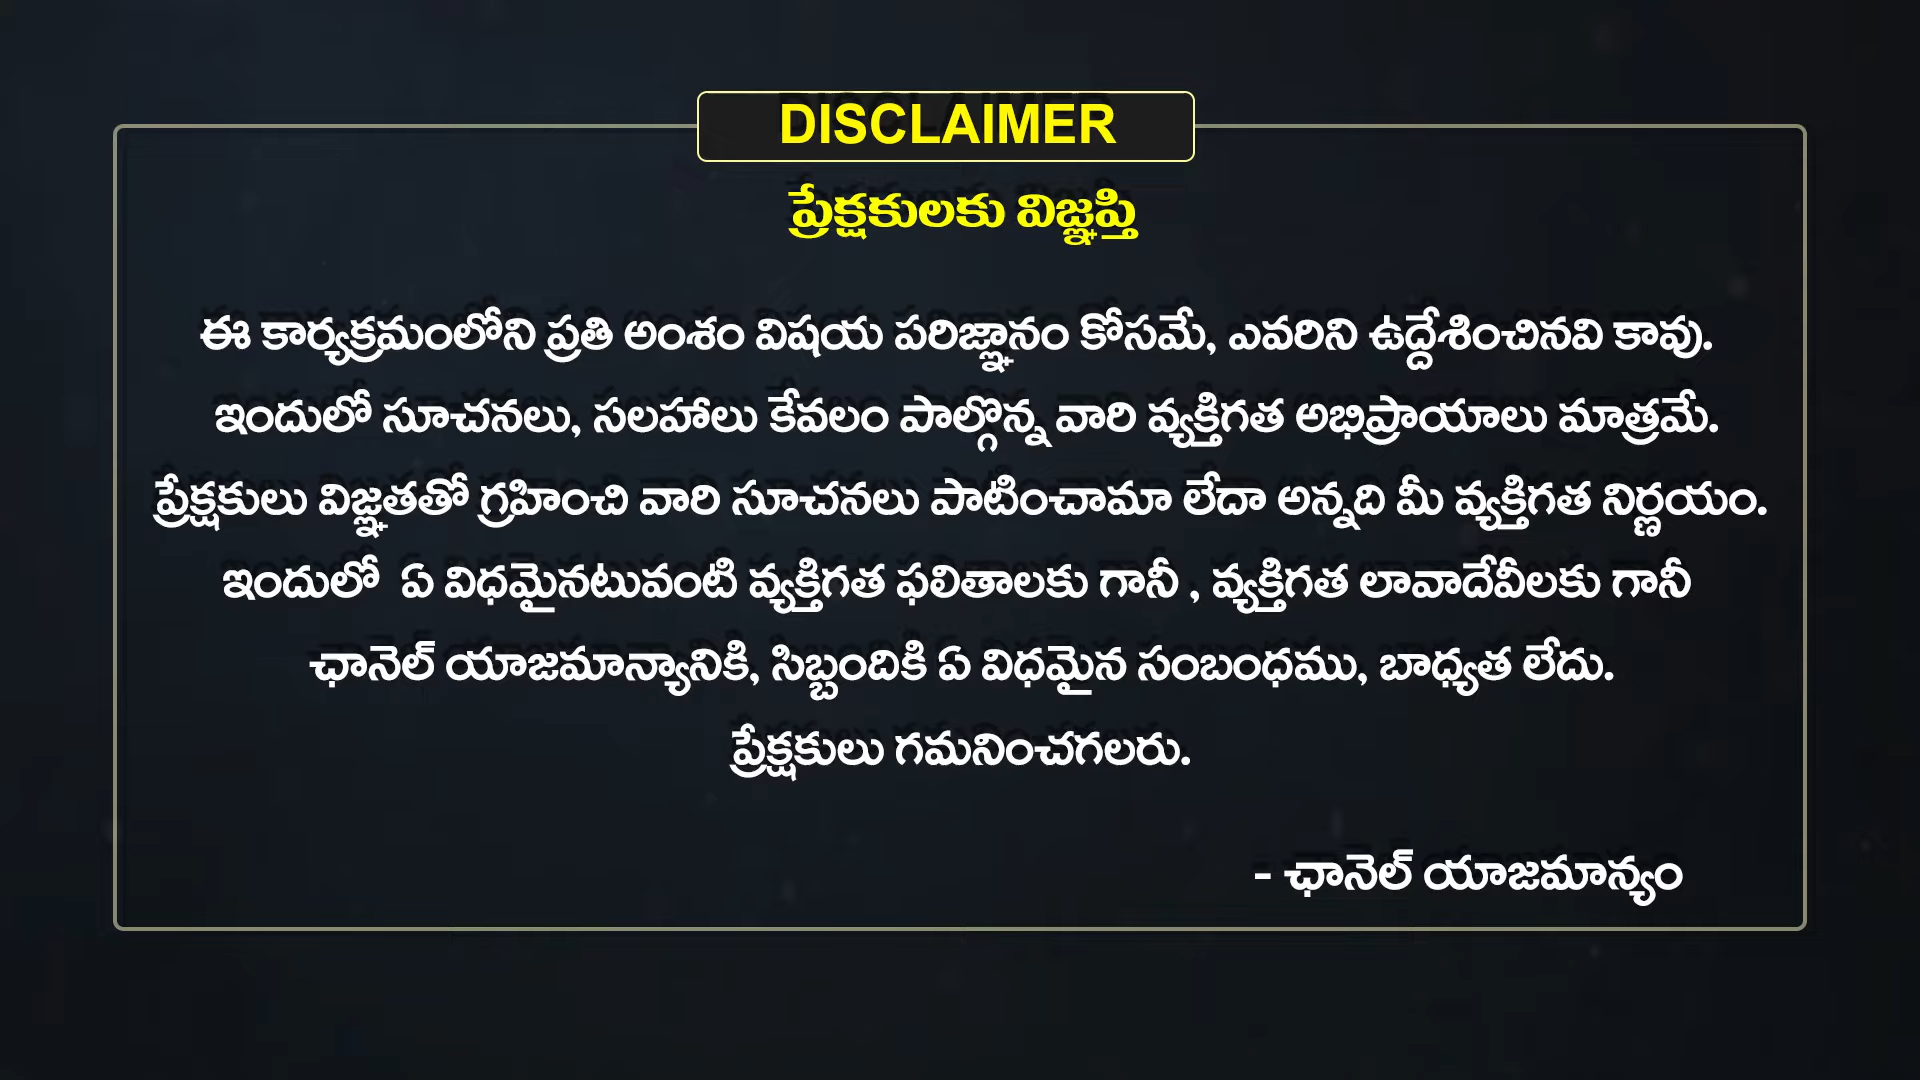 DISCLAIMER
ప్రేక్షకులకు విజ్ఞప్తి
ఈ కార్యక్రమంలోని ప్రతి అంశం విషయ పరిజ్ఞానం కోసమే, ఎవరిని ఉద్దేశించినవి కావు.
ఇందులో సూచనలు, సలహాలు కేవలం పాల్గొన్న వారి వ్యక్తిగత అభిప్రాయాలు మాత్రమే.
ప్రేక్షకులు విజ్ఞతతో గ్రహించి వారి సూచనలు పాటించామా లేదా అన్నది మీ వ్యక్తిగత నిర్ణయం.
ఇందులో ఏ విధమైనటువంటి వ్యక్తిగత ఫలితాలకు గానీ , వ్యక్తిగత లావాదేవీలకు గానీ
ఛానెల్ యాజమాన్యానికి, సిబ్బందికి ఏ విధమైన సంబంధము, బాధ్యత లేదు.
ప్రేక్షకులు గమనించగలరు.
- ఛానెల్ యాజమాన్యం